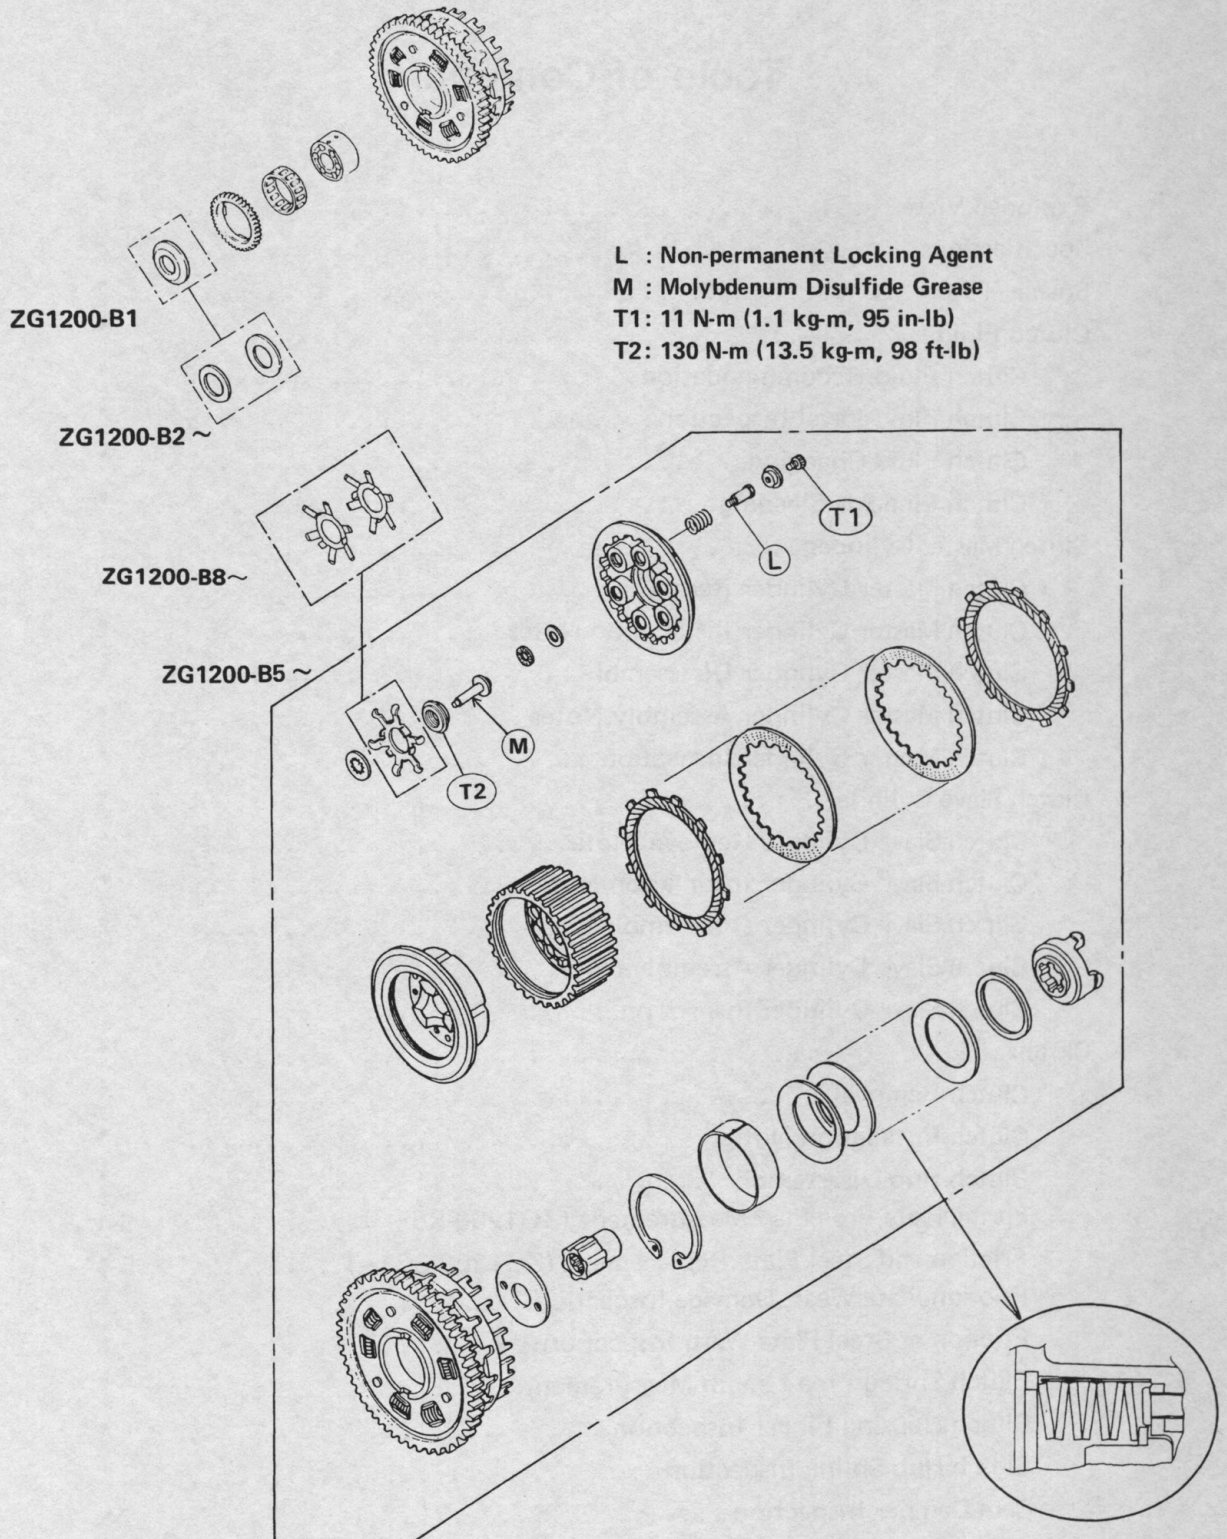 L : Non-permanent Locking Agent
M : Molybdenum Disulfide Grease
T1: 11 N-m (1.1 kg-m, 95 in-lb)
T2: 130 N-m (13.5 kg-m, 98 ft-lb)
ZG1200-B1
ZG1200-B2 ~
ZG1200-B8~
ZG1200-B5 ~
T1
L
M
T2